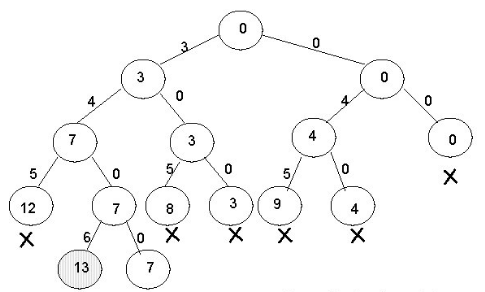 0
3 0
3 0
4 0 4 0
7 3 4 0
5 0 5 0 5 0 X
12 7 8 3 9 4
X 6 0 X X X X
13 7